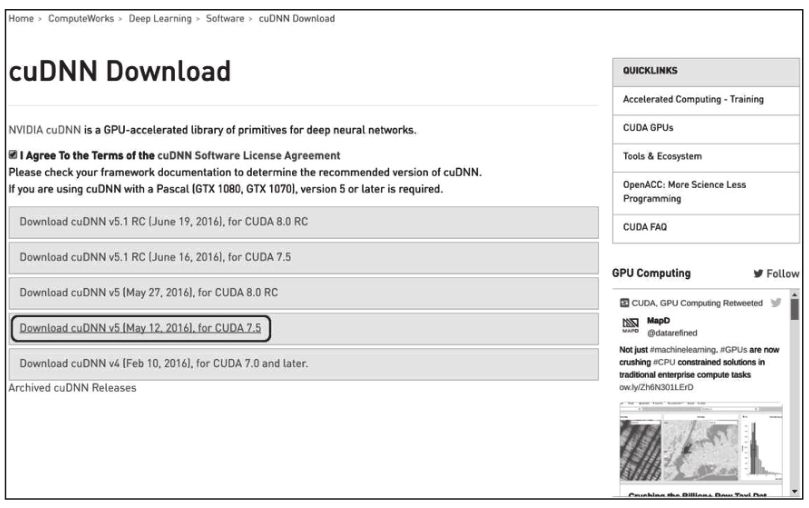 Home > ComputeWorks > Deep Learning > Software > cuDNN Download
cuDNN Download
NVIDIA cuDNN is a GPU-accelerated library of primitives for deep neural networks.
I Agree To the Terms of the cuDNN Software License Agreement
Please check your framework documentation to determine the recommended version of cuDNN.
If you are using cuDNN with a Pascal (GTX 1080, GTX 1070), version 5 or later is required.
Download cuDNN v5.1 RC (June 19, 2016), for CUDA 8.0 RC
Download cuDNN v5.1 RC (June 16, 2016), for CUDA 7.5
Download cuDNN v5 (May 27, 2016), for CUDA 8.0 RC
Download cuDNN v5 (May 12, 2016), for CUDA 7.5
Download cuDNN v4 (Feb 10, 2016), for CUDA 7.0 and later.
Archived cuDNN Releases
QUICKLINKS
Accelerated Computing - Training
CUDA GPUs
Tools & Ecosystem
OpenACC: More Science Less
Programming
CUDA FAQ
GPU Computing
Follow
CUDA, GPU Computing Retweeted
MapD
@datarefined
MAPD
Not just #machinelearning, #GPUs are now
crushing #CPU constrained solutions in
traditional enterprise compute tasks
ow.ly/Zh6N301LErD
Crushing the Billion+ Row Taxi Dat